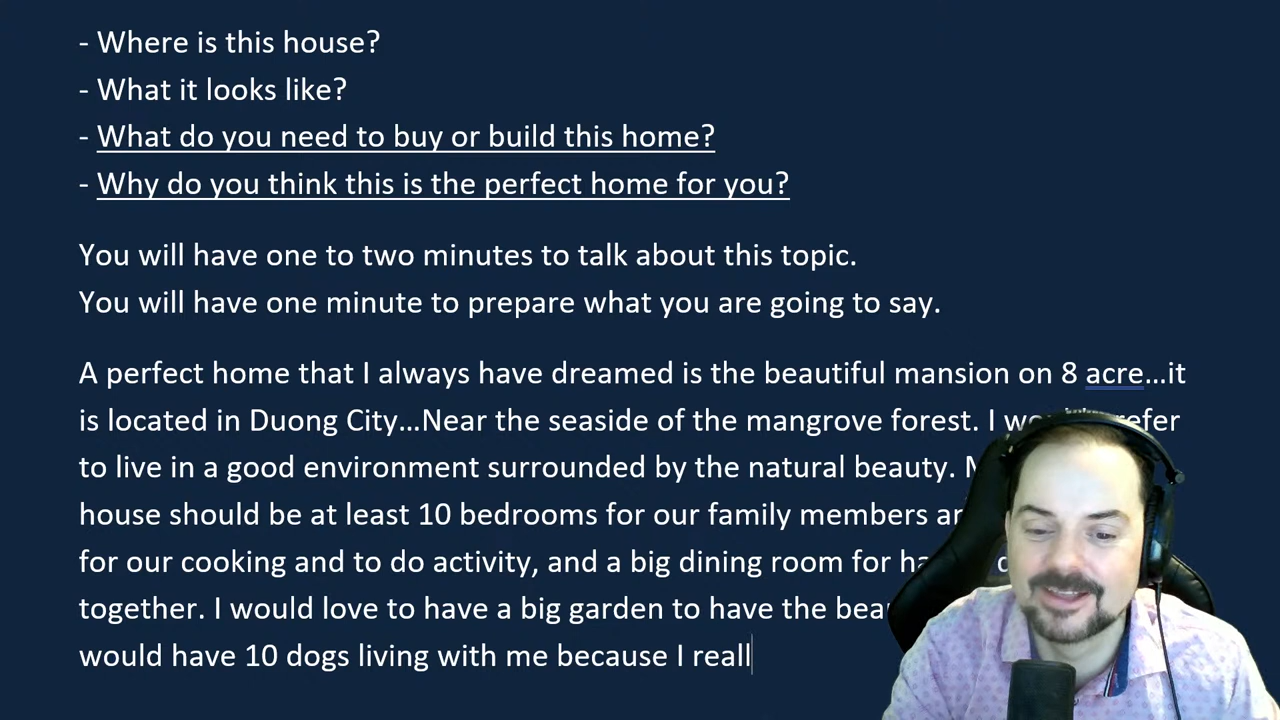 - Where is this house?
- What it looks like?
- What do you need to buy or build this home?
- Why do you think this is the perfect home for you?
You will have one to two minutes to talk about this topic.
You will have one minute to prepare what you are going to say.
A perfect home that I always have dreamed is the beautiful mansion on 8 acre...it
is located in Duong City...Near the seaside of the mangrove forest. I
to live in a good environment surrounded by the natural beauty.
house should be at least 10 bedrooms for our family members
for our cooking and to do activity, and a big dining room for
together. I would love to have a big garden to have the
would have 10 dogs living with me because I reall